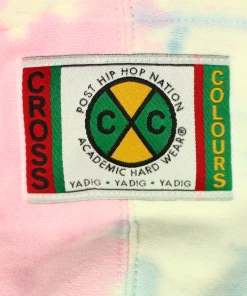 CROSS
POST HIP HOP NATION
C C
ACADEMIC HARD WEAR®
YADIG • YADIG • YADIG
COLOURS